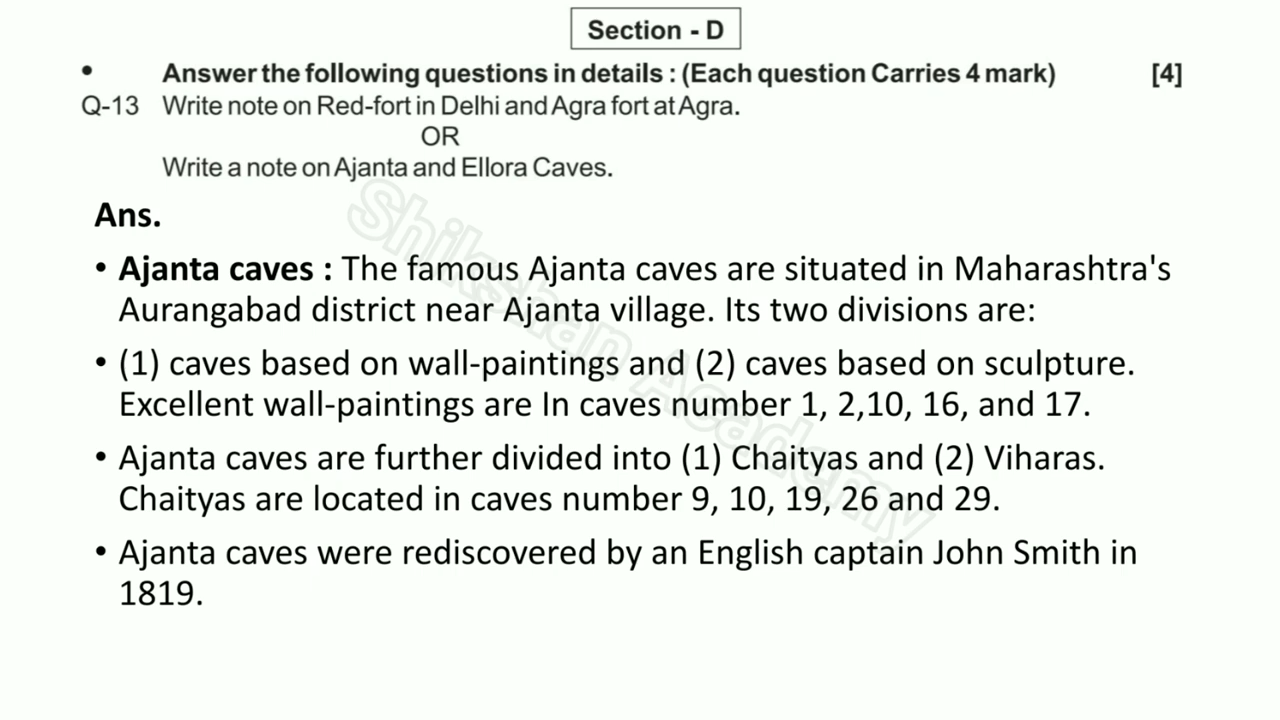 Section - D
• Answer the following questions in details : (Each question Carries 4 mark) [4]
Q-13 Write note on Red-fort in Delhi and Agra fort at Agra.
OR
Write a note on Ajanta and Ellora Caves.
Ans.
• Ajanta caves : The famous Ajanta caves are situated in Maharashtra's
Aurangabad district near Ajanta village. Its two divisions are:
• (1) caves based on wall-paintings and (2) caves based on sculpture.
Excellent wall-paintings are In caves number 1, 2,10, 16, and 17.
• Ajanta caves are further divided into (1) Chaityas and (2) Viharas.
Chaityas are located in caves number 9, 10, 19, 26 and 29.
• Ajanta caves were rediscovered by an English captain John Smith in
1819.
Shikshan Academy